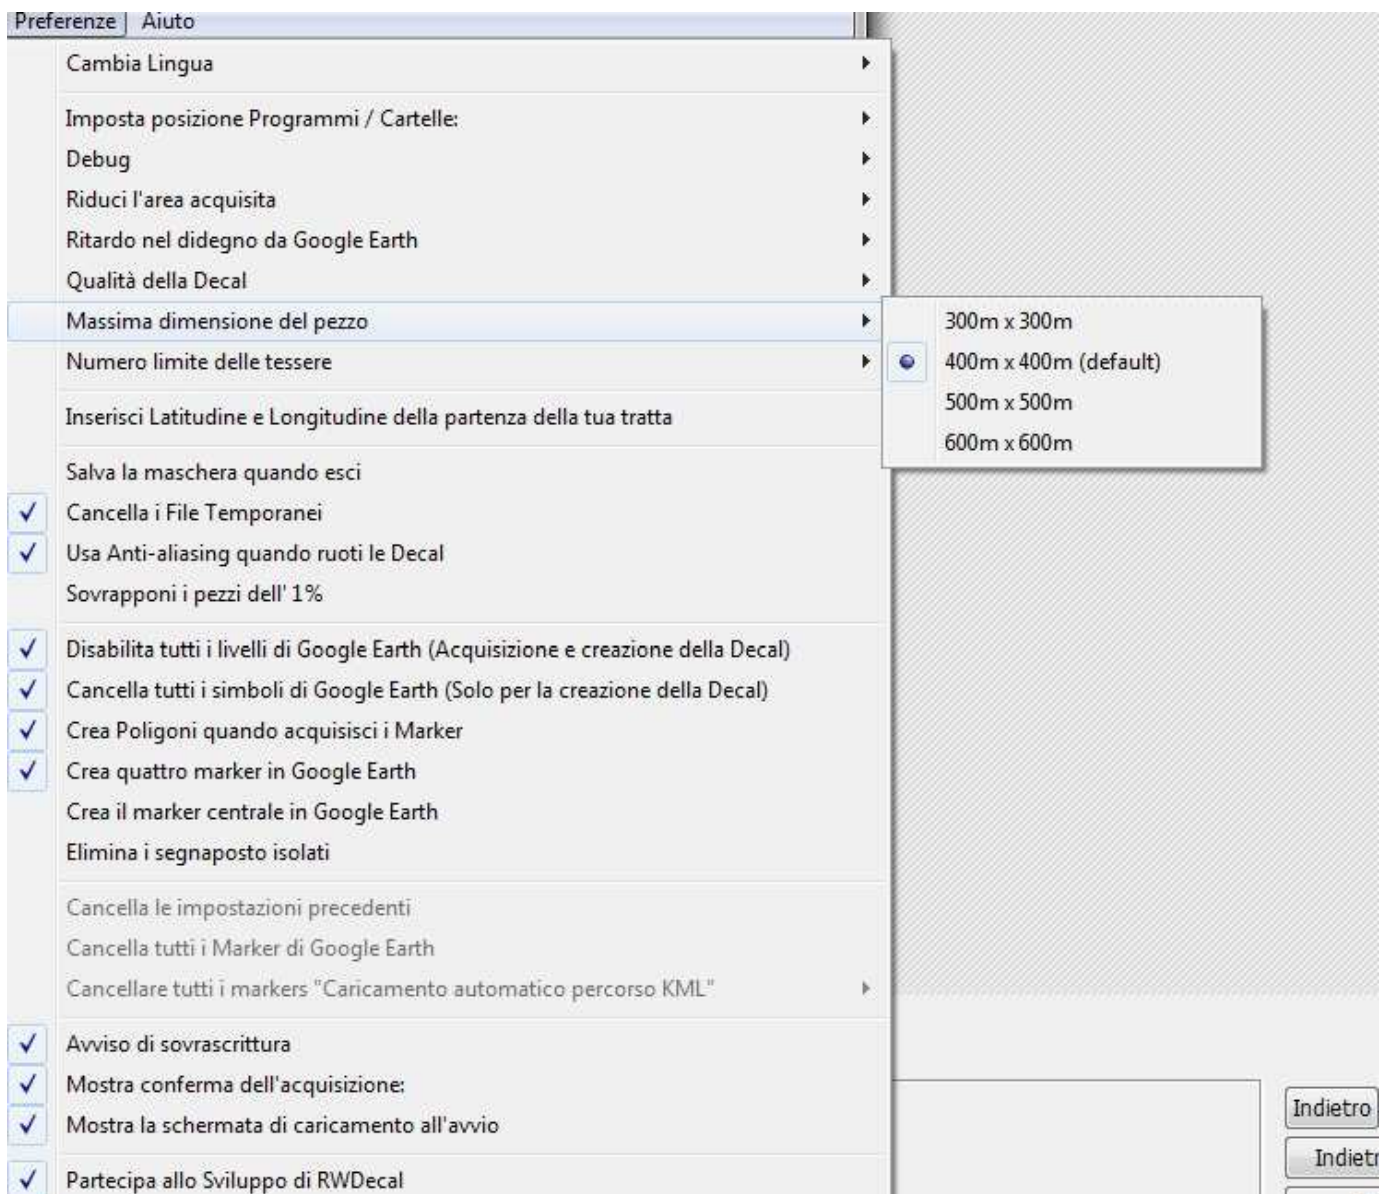 Preferenze Aiuto
Cambia Lingua
Imposta posizione Programmi / Cartelle:
Debug
Riduci l'area acquisita
Ritardo nel didegno da Google Earth
Qualità della Decal
Massima dimensione del pezzo
Numero limite delle tessere
300m x 300m
400m x 400m (default)
500m x 500m
600m x 600m
Inserisci Latitudine e Longitudine della partenza della tua tratta
Salva la maschera quando esci
Cancella i File Temporanei
Usa Anti-aliasing quando ruoti le Decal
Sovrapponi i pezzi dell' 1%
Disabilita tutti i livelli di Google Earth (Acquisizione e creazione della Decal)
Cancella tutti i simboli di Google Earth (Solo per la creazione della Decal)
Crea Poligoni quando acquisisci i Marker
Crea quattro marker in Google Earth
Crea il marker centrale in Google Earth
Elimina i segnaposto isolati
Cancella le impostazioni precedenti
Cancella tutti i Marker di Google Earth
Cancellare tutti i markers "Caricamento automatico percorso KML"
Avviso di sovrascrittura
Mostra conferma dell'acquisizione:
Mostra la schermata di caricamento all'avvio
Partecipa allo Sviluppo di RWDecal
Indietro
Indietr